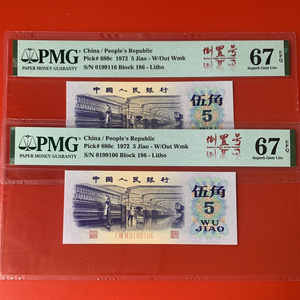 PMG
PAPER MONEY GUARANTY
China / People's Republic
Pick# 880c 1972 5 Jiao - W/Out Wmk
S/N 0190116 Block 186 - Litho
倒置号
67
EPQ
Superb Gem Unc
中国人民银行
伍角
5
PMG
PAPER MONEY GUARANTY
China / People's Republic
Pick# 880c 1972 5 Jiao - W/Out Wmk
S/N 0199106 Block 186 - Litho
倒置号
67
EPQ
Superb Gem Unc
中国人民银行
伍角
5
WU
JIAO
0199106